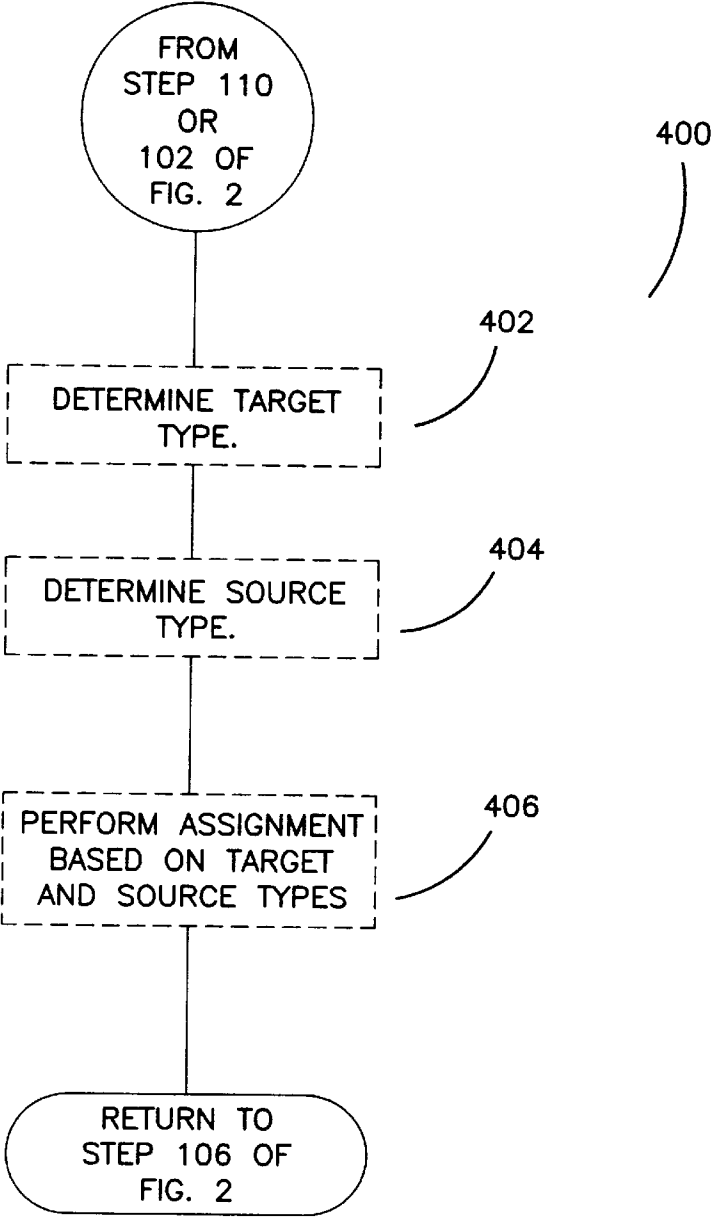 FROM
STEP 110
OR
102 OF
FIG. 2
400
402
DETERMINE TARGET
TYPE.
404
DETERMINE SOURCE
TYPE.
406
PERFORM ASSIGNMENT
BASED ON TARGET
AND SOURCE TYPES
RETURN TO
STEP 106 OF
FIG. 2